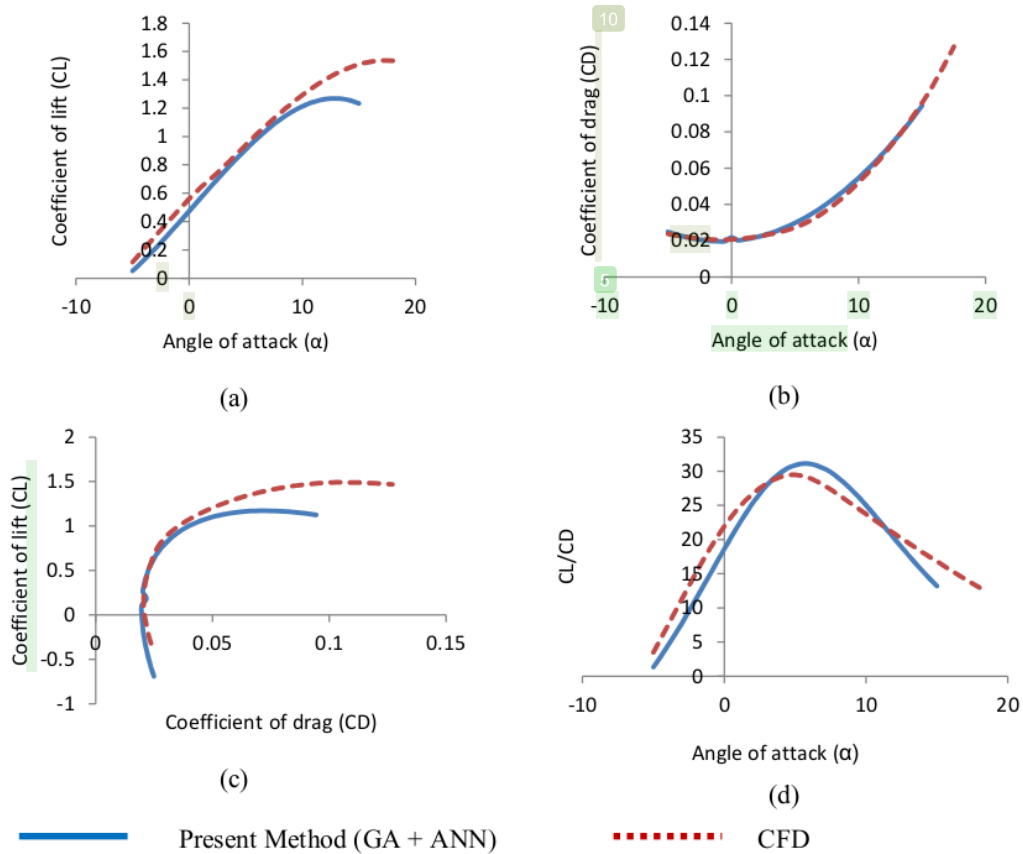 1.8
1.6
1.4
1.2
1
0.8
0.6
0.4
0.2
0
-10 0 10 20
Coefficient of lift (CL)
Angle of attack (α)
(a)
10
0.14
0.12
0.1
0.08
0.06
0.04
0.02
0
5
-10 0 10 20
Coefficient of drag (CD)
Angle of attack (α)
(b)
2
1.5
1
0.5
0
-0.5
-1
0 0.05 0.1 0.15
Coefficient of lift (CL)
Coefficient of drag (CD)
(c)
35
30
25
20
15
10
5
0
-10 0 10 20
CL/CD
Angle of attack (α)
(d)
Present Method (GA + ANN) CFD